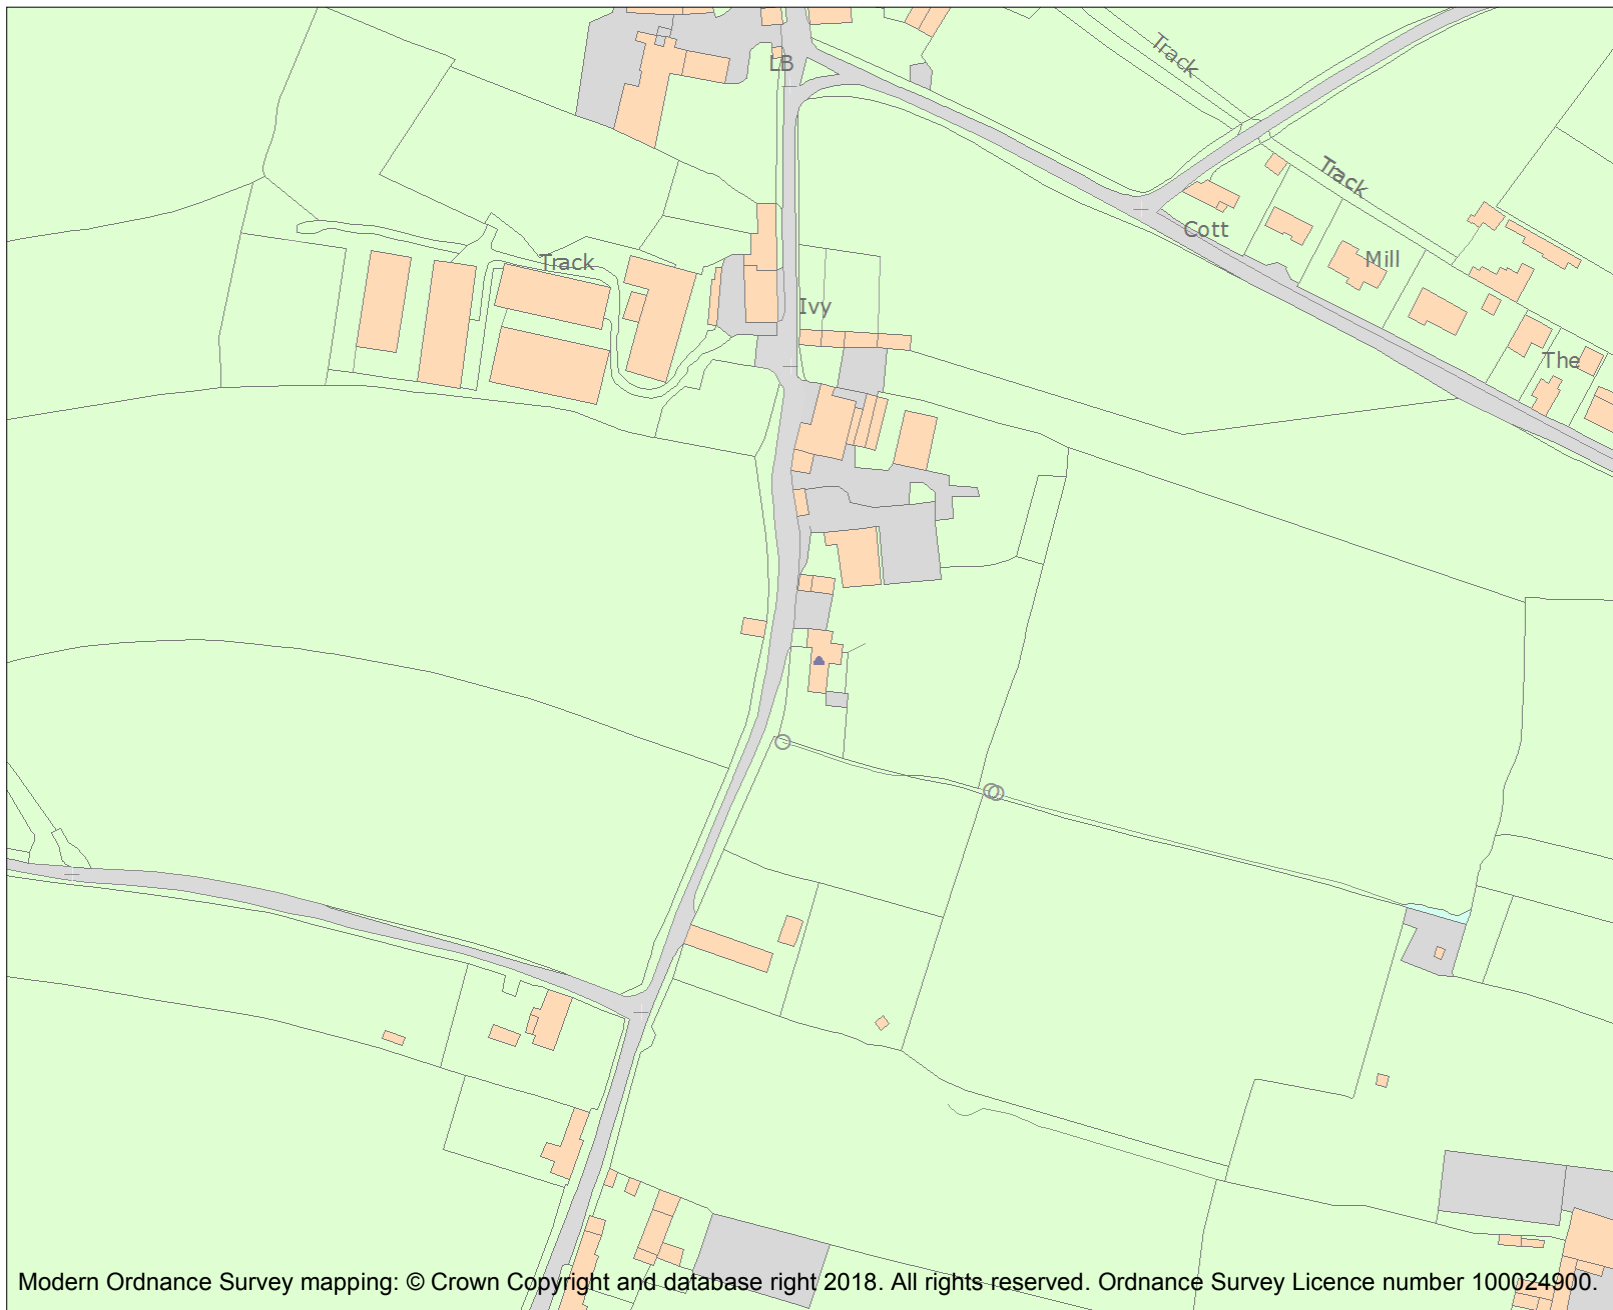 Track
LB
Track
Cott
Mill
Track
Ivy
The
Modern Ordnance Survey mapping: © Crown Copyright and database right 2018. All rights reserved. Ordnance Survey Licence number 100024900.